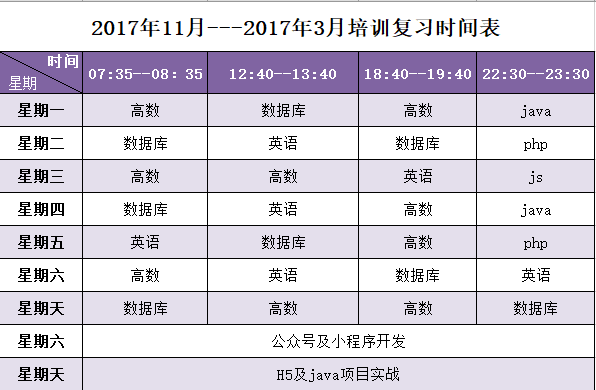 2017年11月---2017年3月培训复习时间表
时间
星期
07:35--08：35 12:40--13:40 18:40--19:40 22:30--23:30
星期一 高数 数据库 高数 java
星期二 数据库 英语 数据库 php
星期三 高数 高数 英语 js
星期四 数据库 英语 高数 java
星期五 英语 数据库 高数 php
星期六 高数 英语 数据库 英语
星期天 数据库 高数 高数 数据库
星期六 公众号及小程序开发
星期天 H5及java项目实战